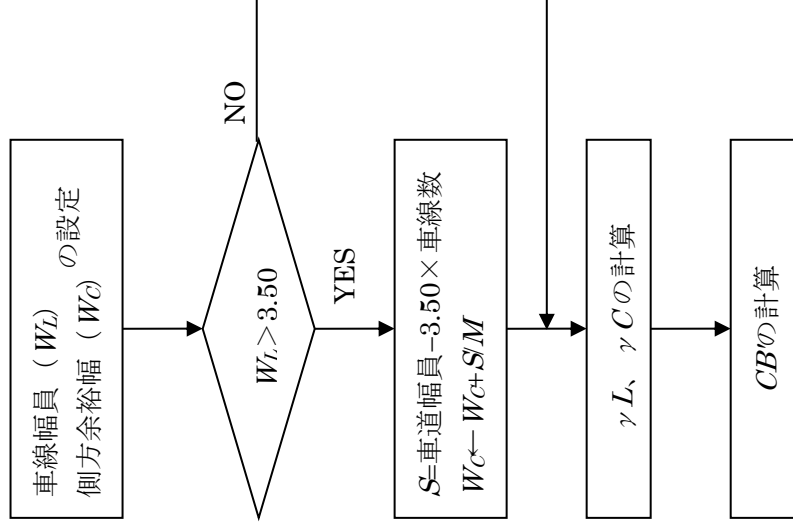 車線幅員（WL）
側方余裕幅（WC）
の設定
WL＞3.50
NO
YES
S=車道幅員−3.50×車線数
WC←WC+S/M
γL、γCの計算
CB'の計算